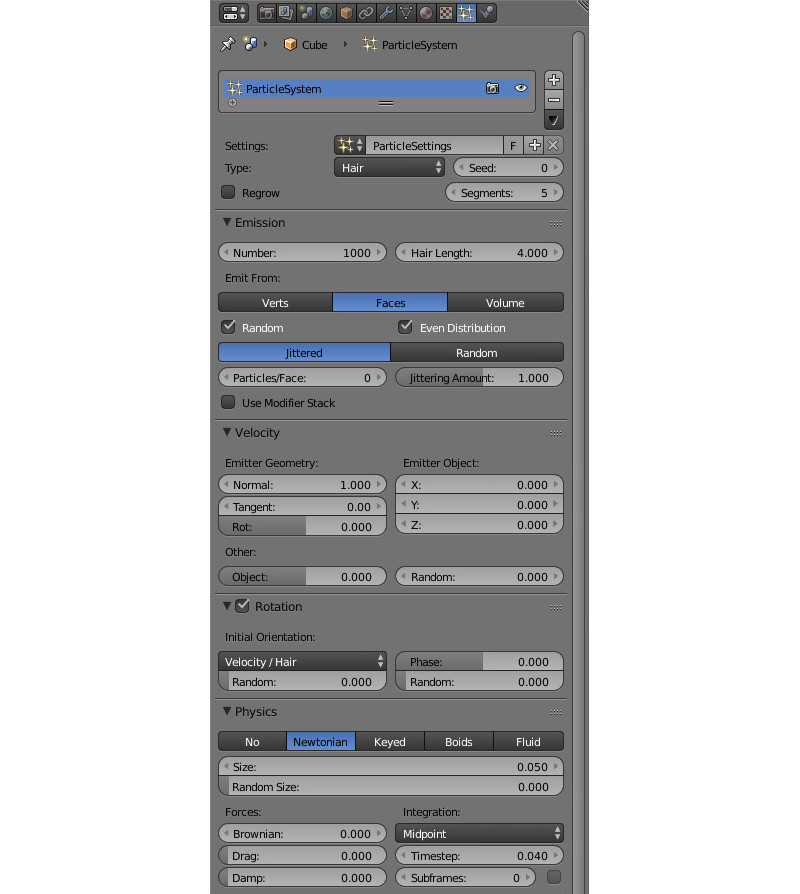 Cube ParticleSystem
ParticleSystem
Settings: ParticleSettings F
Type: Hair Seed: 0
Regrow Segments: 5
Emission
Number: 1000 Hair Length: 4.000
Emit From:
Verts Faces Volume
Random Even Distribution
Jittered Random
Particles/Face: 0 Jittering Amount: 1.000
Use Modifier Stack
Velocity
Emitter Geometry: Emitter Object:
Normal: 1.000 X: 0.000
Tangent: 0.00 Y: 0.000
Rot: 0.000 Z: 0.000
Other:
Object: 0.000 Random: 0.000
Rotation
Initial Orientation:
Velocity / Hair Phase: 0.000
Random: 0.000 Random: 0.000
Physics
No Newtonian Keyed Boids Fluid
Size: 0.050
Random Size: 0.000
Forces: Integration:
Brownian: 0.000 Midpoint
Drag: 0.000 Timestep: 0.040
Damp: 0.000 Subframes: 0